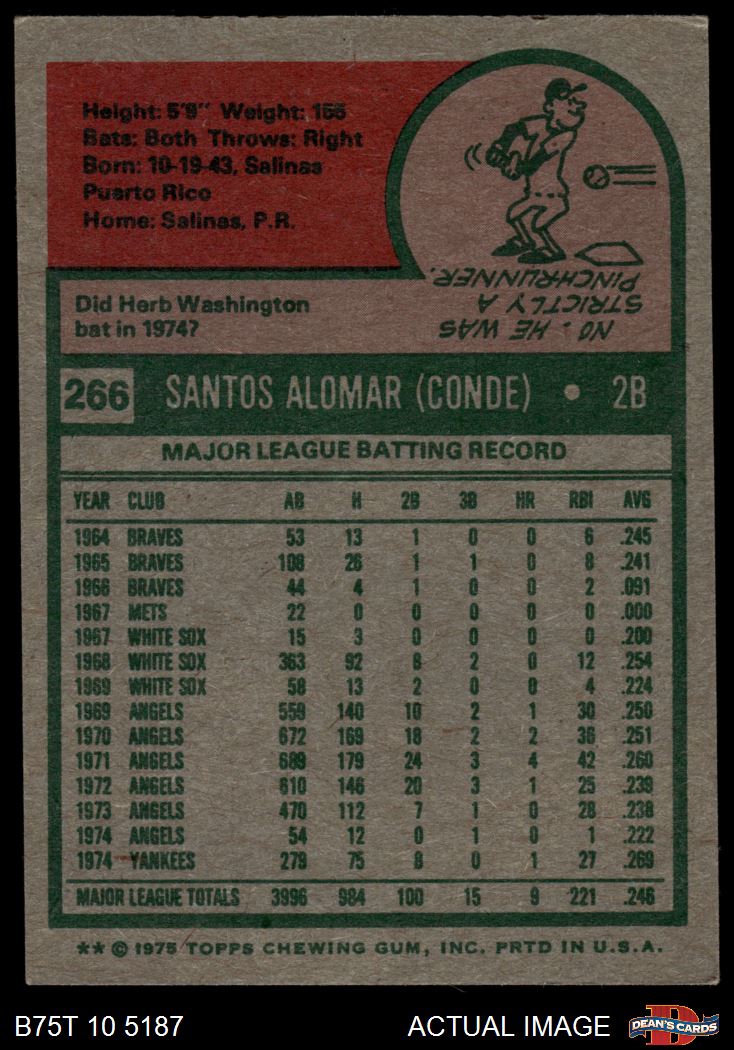 Height: 5'9" Weight: 155
Bats: Both Throws: Right
Born: 10-19-43, Salinas
Puerto Rico
Home: Salinas, P.R.
Did Herb Washington
bat in 1974?
NO. HE WAS
STRICTLY A
PINCHRUNNER.
266 SANTOS ALOMAR (CONDE) • 2B
MAJOR LEAGUE BATTING RECORD
YEAR CLUB AB H 2B 3B HR RBI AVG
1964 BRAVES 53 13 1 0 0 6 .245
1965 BRAVES 108 26 1 1 0 8 .241
1966 BRAVES 44 4 1 0 0 2 .091
1967 METS 22 0 0 0 0 0 .000
1967 WHITE SOX 15 3 0 0 0 0 .200
1968 WHITE SOX 363 92 8 2 0 12 .254
1969 WHITE SOX 58 13 2 0 0 4 .224
1969 ANGELS 559 140 10 2 1 30 .250
1970 ANGELS 672 169 18 2 2 36 .251
1971 ANGELS 689 179 24 3 4 42 .260
1972 ANGELS 610 146 20 3 1 25 .239
1973 ANGELS 470 112 7 1 0 28 .238
1974 ANGELS 54 12 0 1 0 1 .222
1974 YANKEES 279 75 8 0 1 27 .269
MAJOR LEAGUE TOTALS 3996 984 100 15 9 221 .246
** © 1975 TOPPS CHEWING GUM, INC. PRTD IN U.S.A.
B75T 10 5187 ACTUAL IMAGE D DEAN'S CARDS